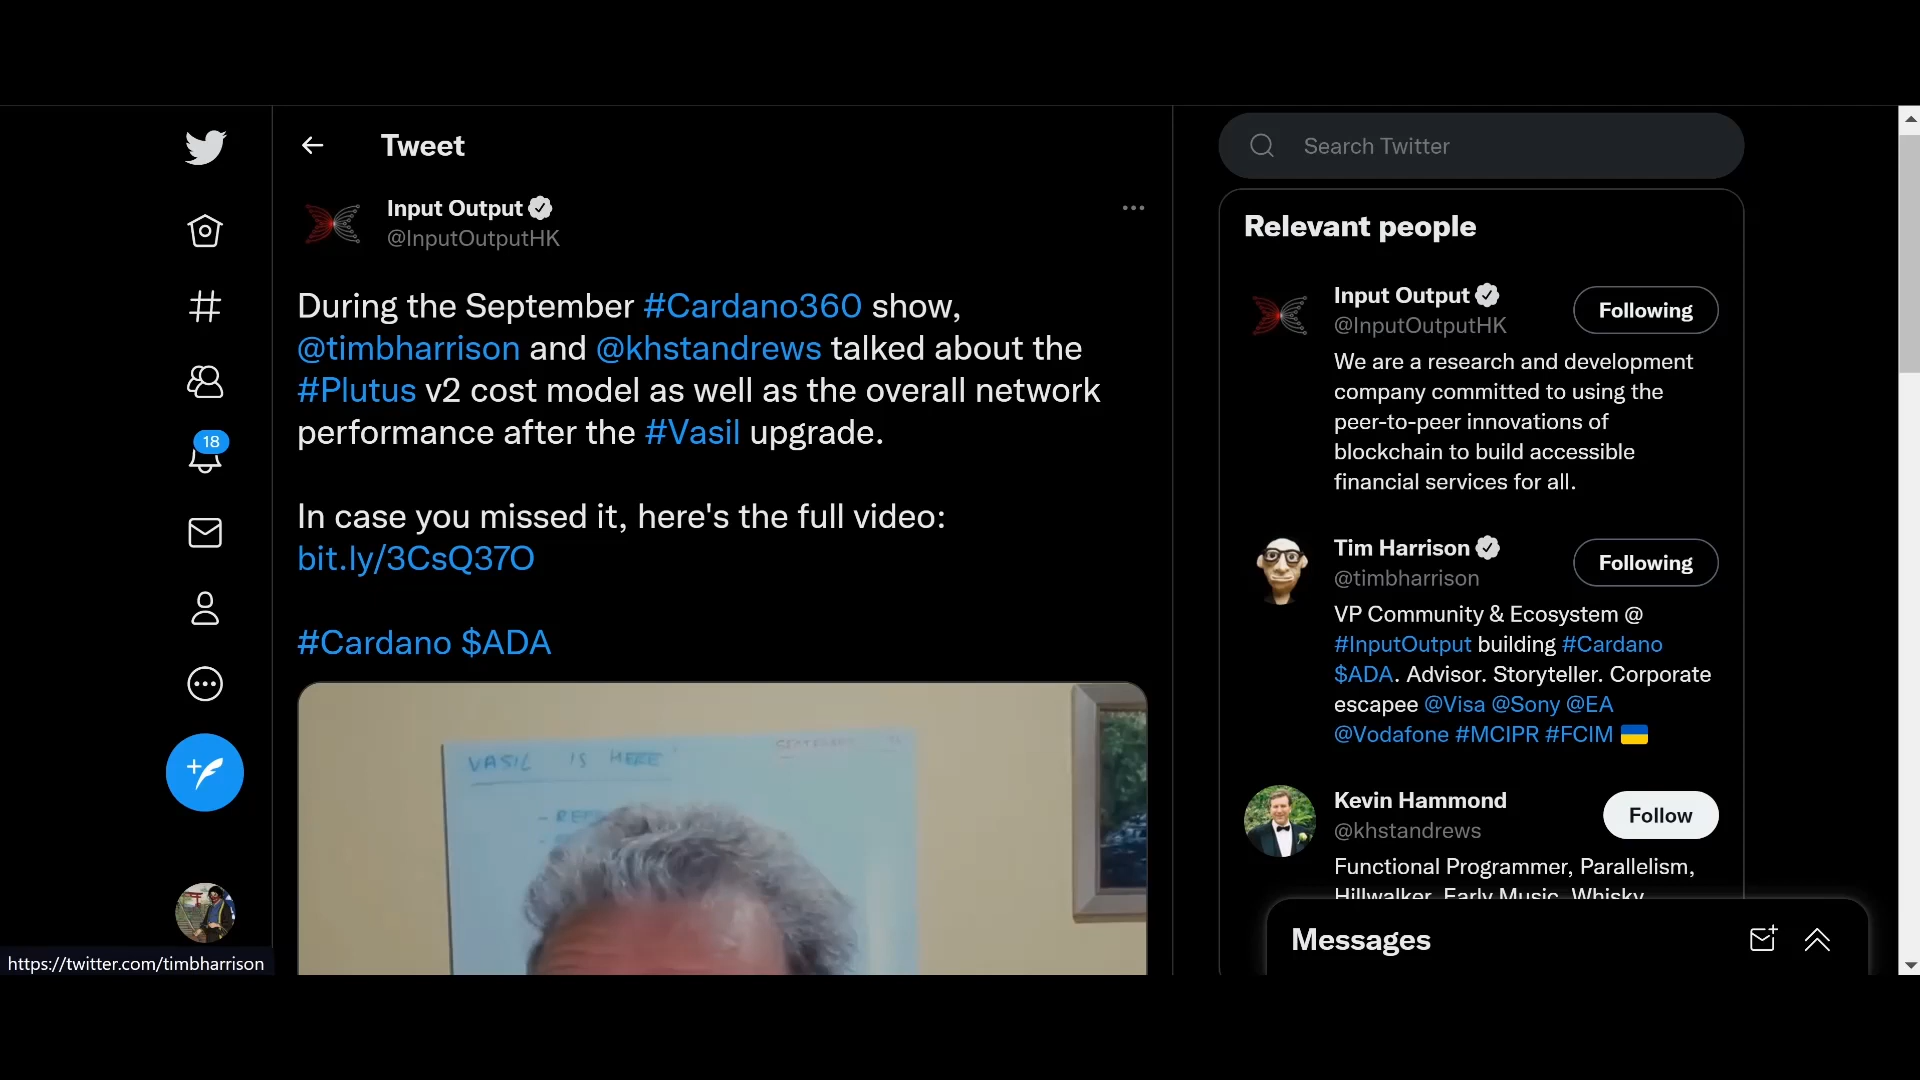 Tweet
Search Twitter
Input Output
@InputOutputHK
During the September #Cardano360 show,
@timbharrison and @khstandrews talked about the
#Plutus v2 cost model as well as the overall network
performance after the #Vasil upgrade.
In case you missed it, here's the full video:
bit.ly/3CsQ37O
#Cardano $ADA
VASIL IS HERE
18
https://twitter.com/timbharrison
Relevant people
Input Output
@InputOutputHK
Following
We are a research and development
company committed to using the
peer-to-peer innovations of
blockchain to build accessible
financial services for all.
Tim Harrison
@timbharrison
Following
VP Community & Ecosystem @
#InputOutput building #Cardano
$ADA. Advisor. Storyteller. Corporate
escapee @Visa @Sony @EA
@Vodafone #MCIPR #FCIM
Kevin Hammond
@khstandrews
Follow
Functional Programmer, Parallelism,
Hillwalker, Early Music, Whisky
Messages